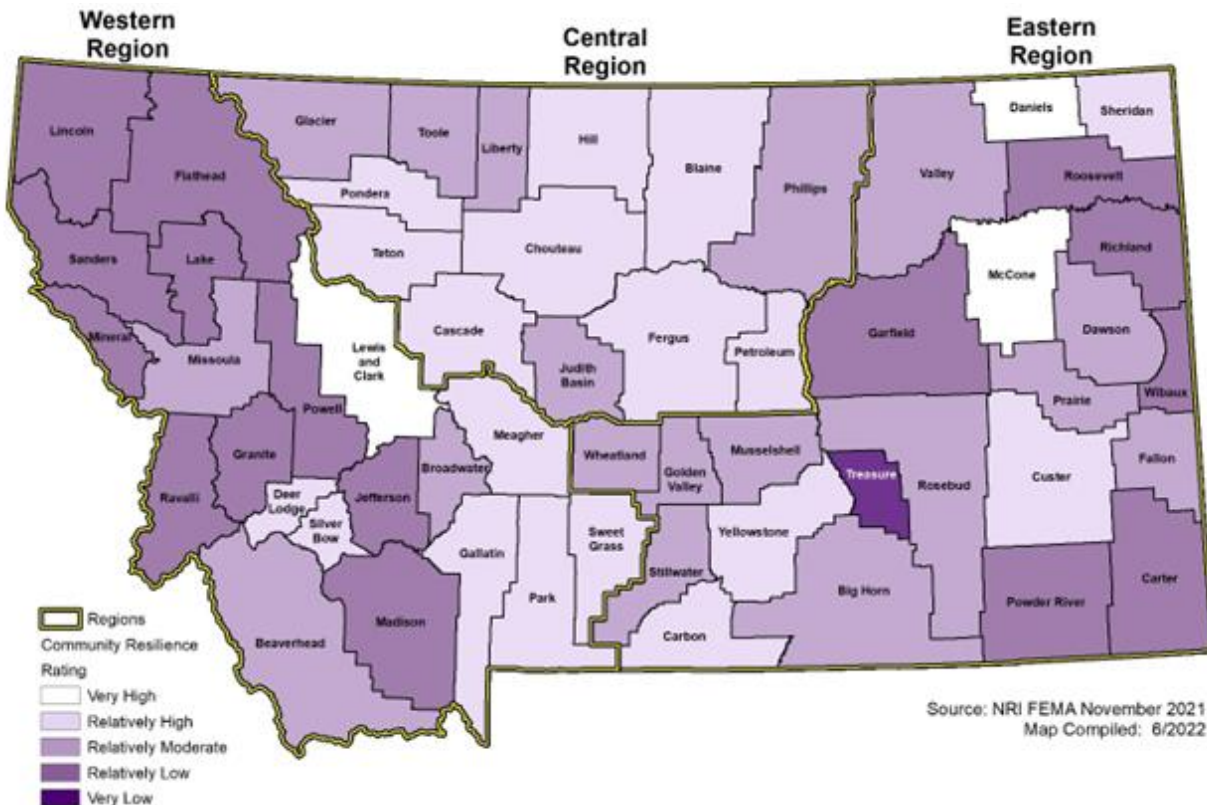 Western
Region
Central
Region
Eastern
Region
Lincoln
Flathead
Glacier
Toole
Liberty
Hill
Blaine
Phillips
Valley
Daniels
Sheridan
Roosevelt
Pondera
Teton
Chouteau
Sanders
Lake
McCone
Richland
Mineral
Missoula
Lewis
and
Clark
Cascade
Judith
Basin
Fergus
Petroleum
Garfield
Dawson
Prairie
Wibaux
Powell
Granite
Ravalli
Deer
Lodge
Silver
Bow
Jefferson
Broadwater
Meagher
Wheatland
Golden
Valley
Musselshell
Treasure
Rosebud
Custer
Fallon
Gallatin
Park
Sweet
Grass
Stillwater
Yellowstone
Carbon
Big Horn
Powder River
Carter
Beaverhead
Madison
Regions
Community Resilience
Rating
Very High
Relatively High
Relatively Moderate
Relatively Low
Very Low
Source: NRI FEMA November 2021
Map Compiled: 6/2022